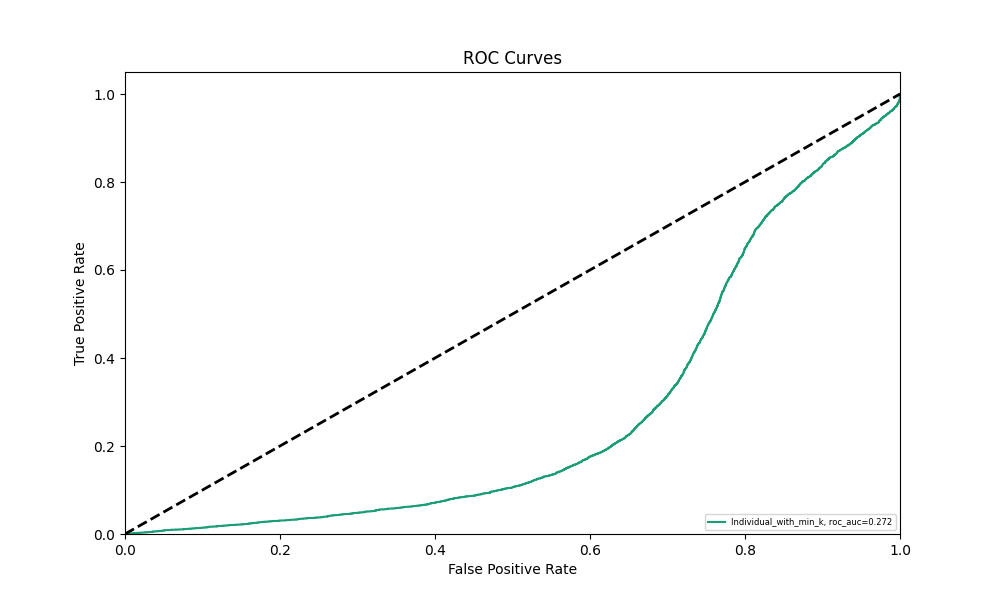 ROC Curves
True Positive Rate
1.0
0.8
0.6
0.4
0.2
0.0
0.0 0.2 0.4 0.6 0.8 1.0
False Positive Rate
Individual_with_min_k, roc_auc=0.272